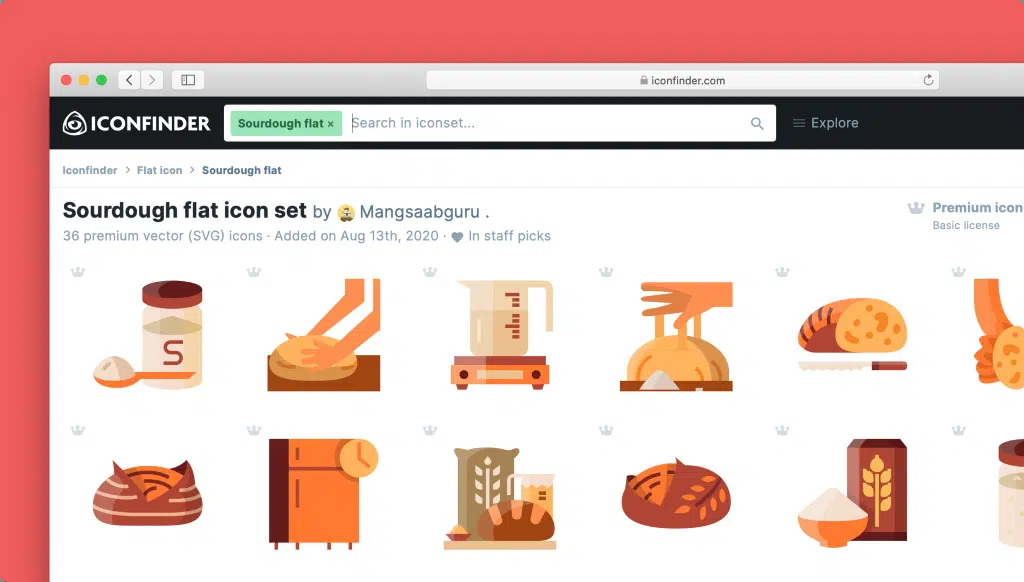 iconfinder.com
ICONFINDER
Sourdough flat ×
Search in iconset...
Explore
Iconfinder > Flat icon > Sourdough flat
Sourdough flat icon set by Mangsaabguru .
36 premium vector (SVG) icons · Added on Aug 13th, 2020 · In staff picks
Premium icon
Basic license
S